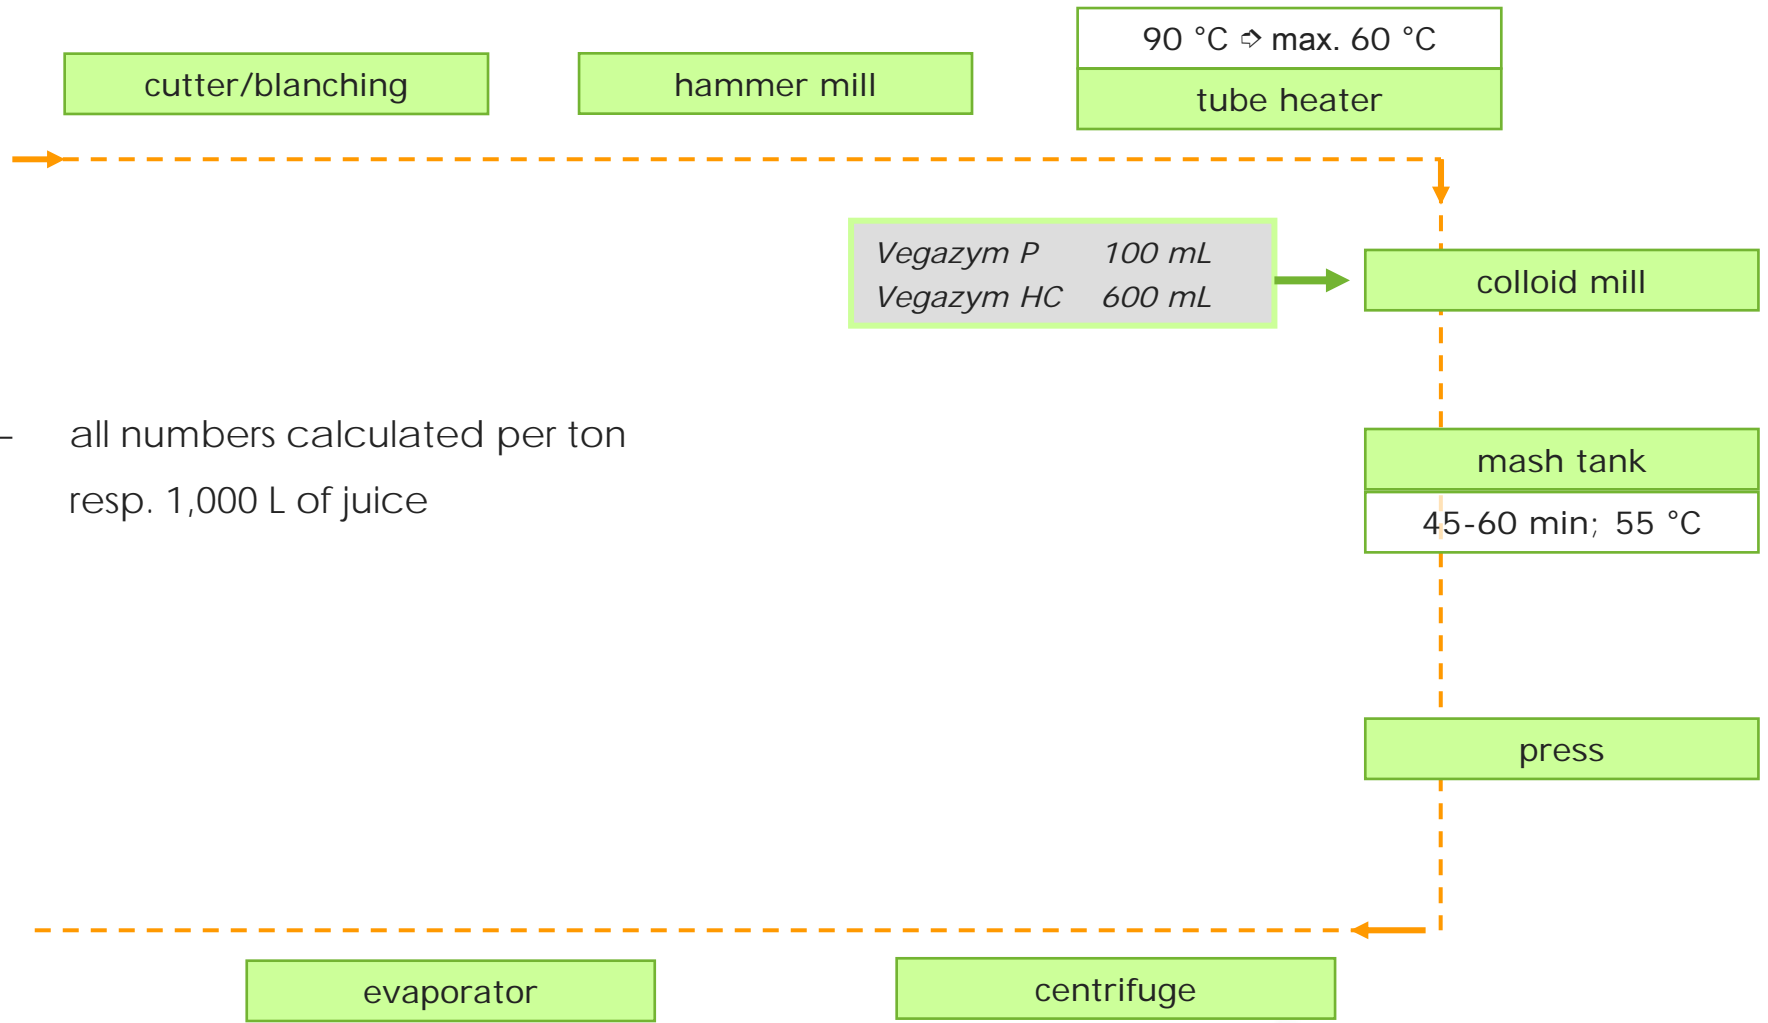 90 °C ➩ max. 60 °C
cutter/blanching
hammer mill
tube heater
Vegazym P 100 mL
Vegazym HC 600 mL
colloid mill
– all numbers calculated per ton
resp. 1,000 L of juice
mash tank
45-60 min; 55 °C
press
evaporator
centrifuge